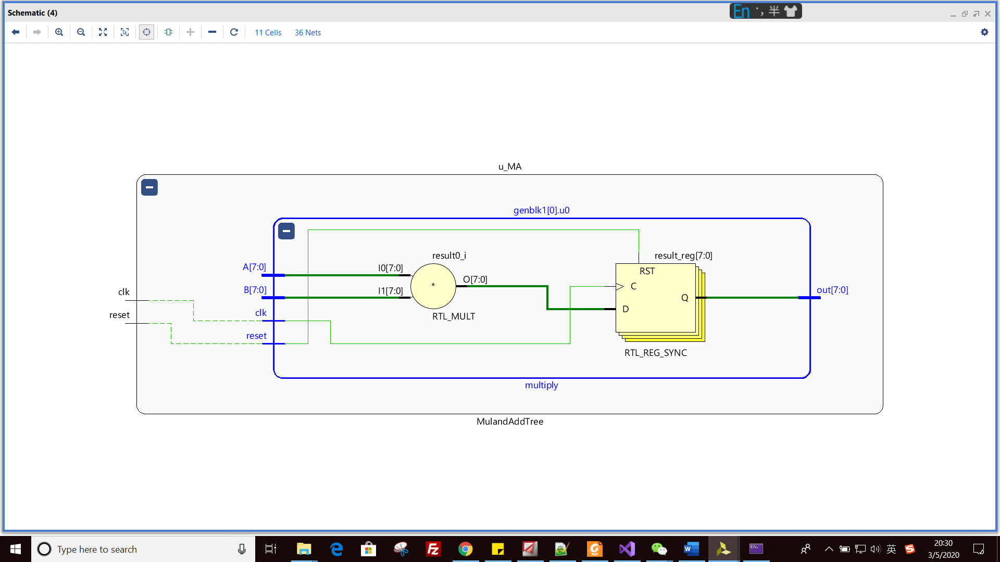 Schematic (4)
En 半
11 Cells 36 Nets
u_MA
genblk1[0].u0
result0_i
result_reg[7:0]
A[7:0]
I0[7:0]
RST
O[7:0]
*
C
B[7:0]
I1[7:0]
clk
Q
out[7:0]
clk
D
reset
RTL_MULT
reset
RTL_REG_SYNC
multiply
MulandAddTree
Type here to search
英
20:30
3/5/2020